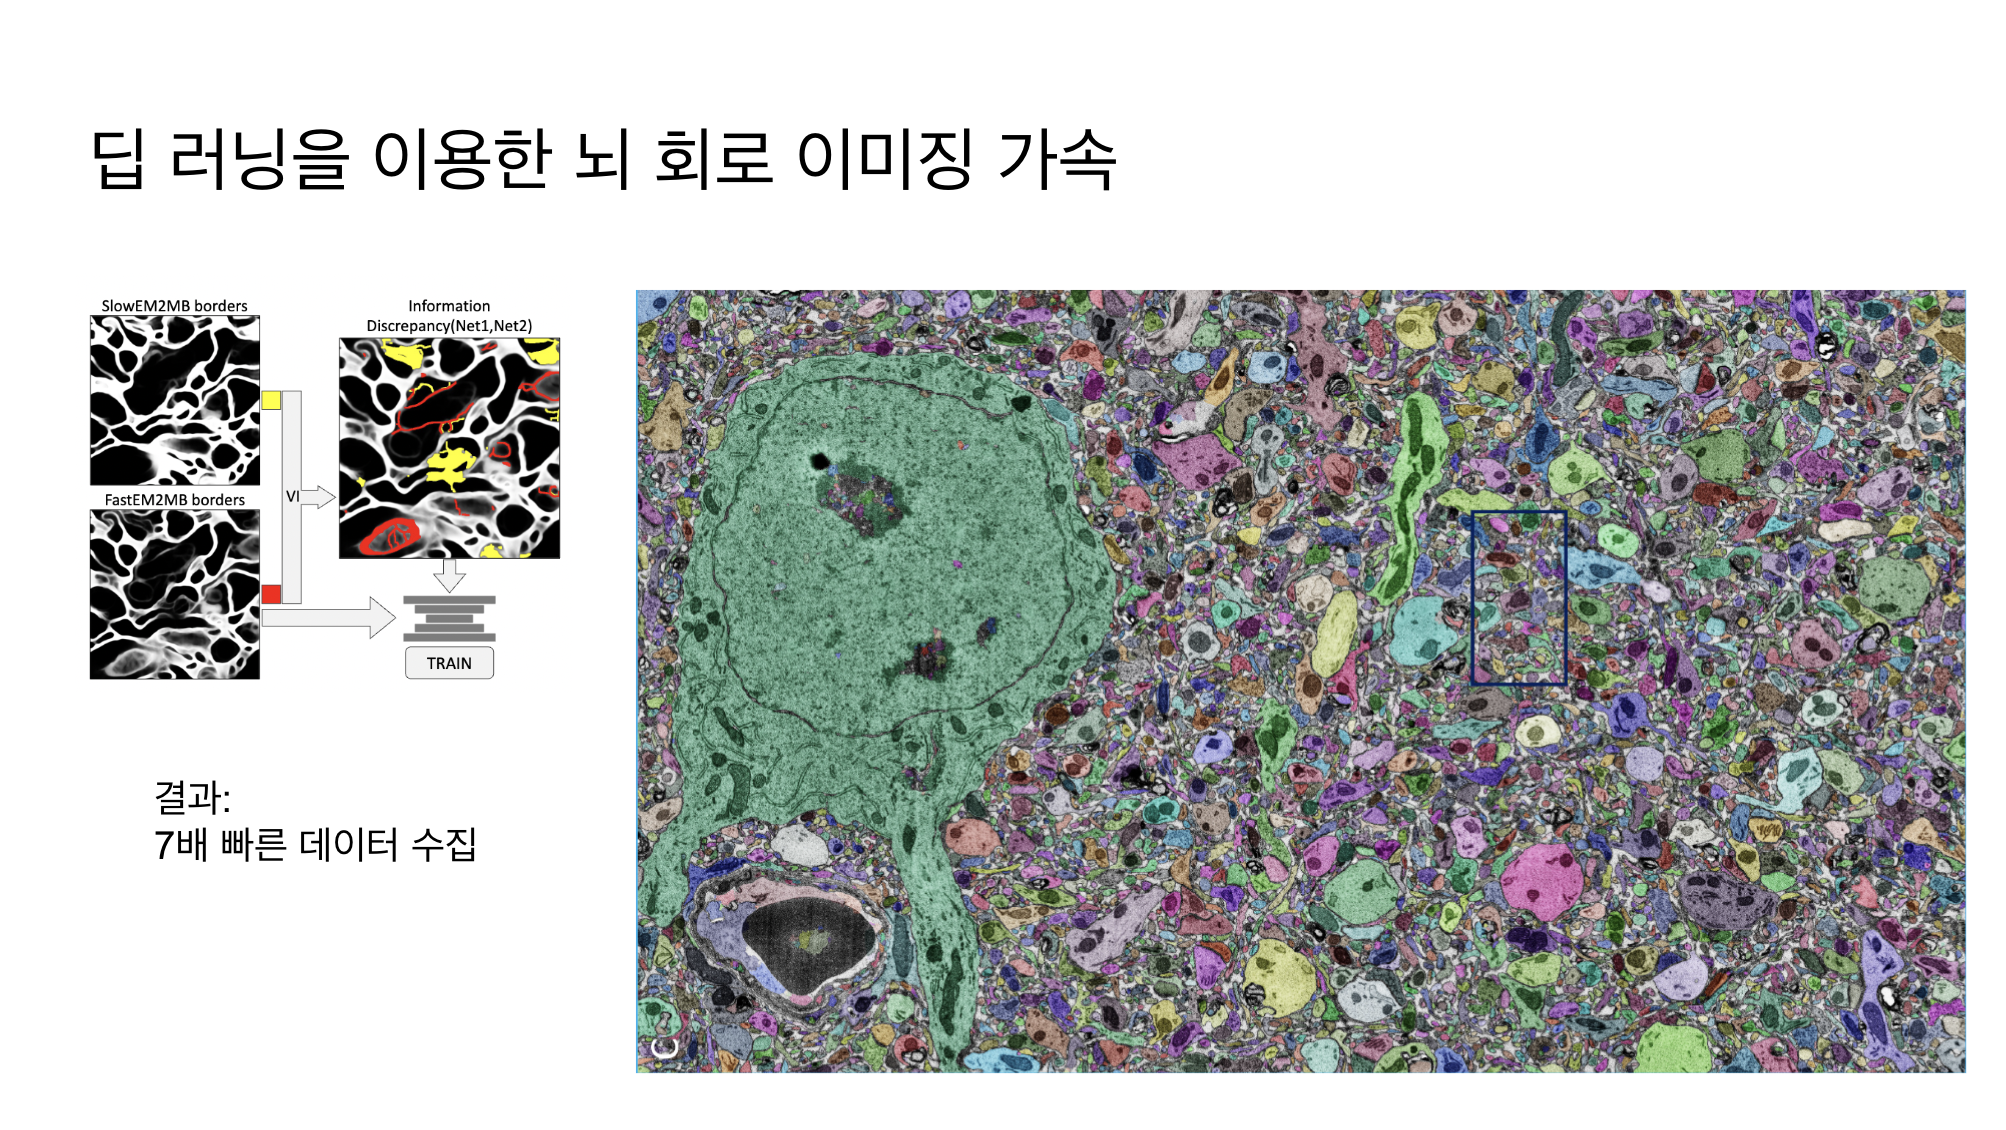 딥 러닝을 이용한 뇌 회로 이미징 가속
SlowEM2MB borders
FastEM2MB borders
VI
Information
Discrepancy(Net1,Net2)
TRAIN
결과:
7배 빠른 데이터 수집
C